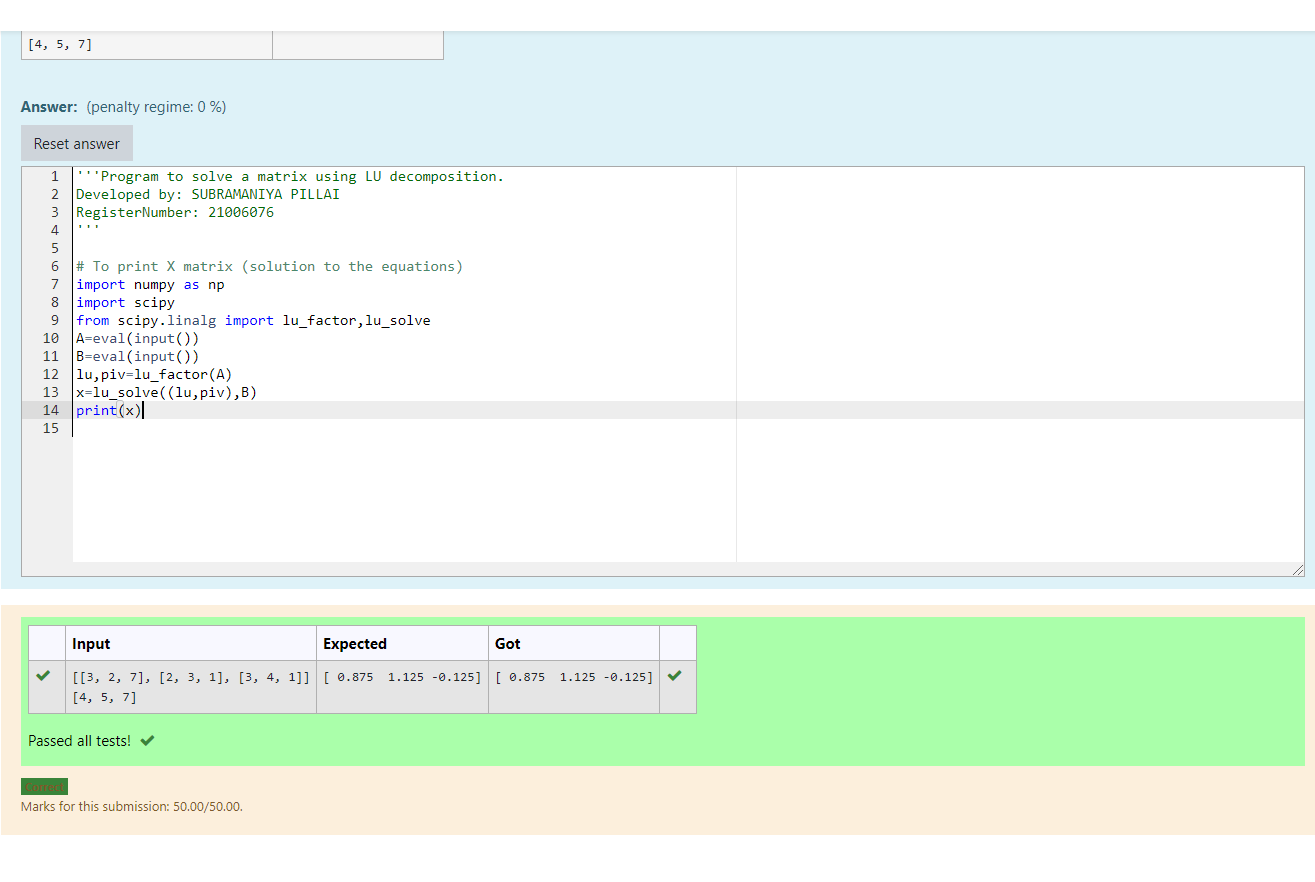 [4, 5, 7]
Answer: (penalty regime: 0 %)
Reset answer
1 '''Program to solve a matrix using LU decomposition.
2 Developed by: SUBRAMANIYA PILLAI
3 RegisterNumber: 21006076
4 '''
5
6 # To print X matrix (solution to the equations)
7 import numpy as np
8 import scipy
9 from scipy.linalg import lu_factor,lu_solve
10 A=eval(input())
11 B=eval(input())
12 lu,piv=lu_factor(A)
13 x=lu_solve((lu,piv),B)
14 print(x)
15
Input Expected Got
[[3, 2, 7], [2, 3, 1], [3, 4, 1]] [ 0.875  1.125 -0.125] [ 0.875  1.125 -0.125]
[4, 5, 7]
Passed all tests!
Correct
Marks for this submission: 50.00/50.00.